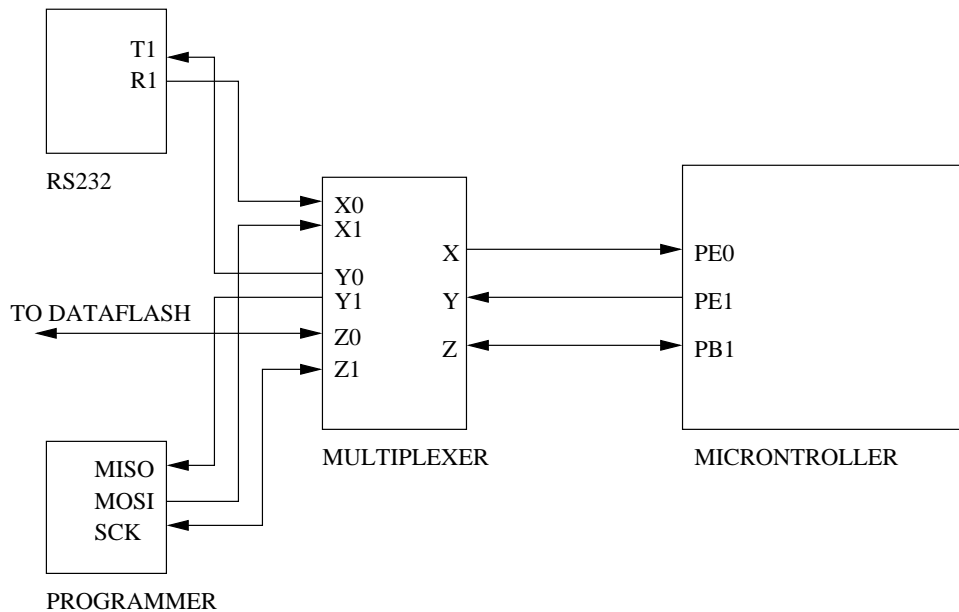 T1
R1
RS232
X0
X1
Y0
Y1
Z0
Z1
X
Y
Z
MULTIPLEXER
PE0
PE1
PB1
MICRONTROLLER
TO DATAFLASH
MISO
MOSI
SCK
PROGRAMMER